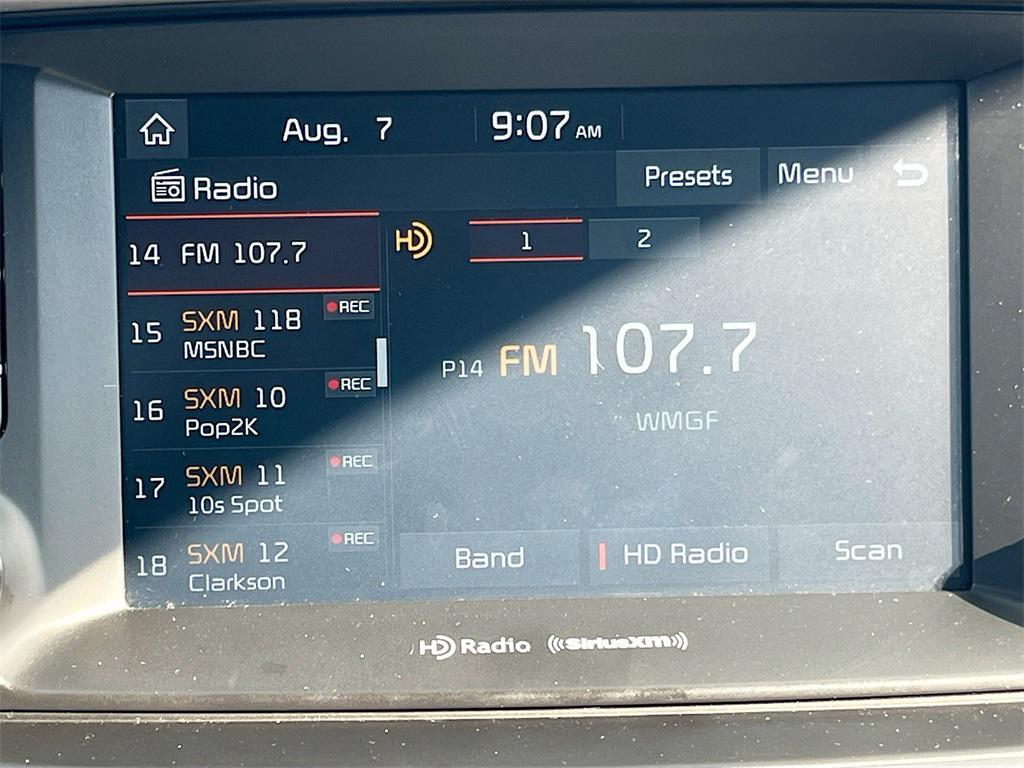 Aug. 7 9:07 AM
Radio Presets Menu
14 FM 107.7
HD 1 2
15 SXM 118 REC
MSNBC
P14 FM 107.7
16 SXM 10 REC
Pop2K
WMGF
17 SXM 11 REC
10s Spot
18 SXM 12 REC
Clarkson
Band HD Radio Scan
HD Radio SiriusXM